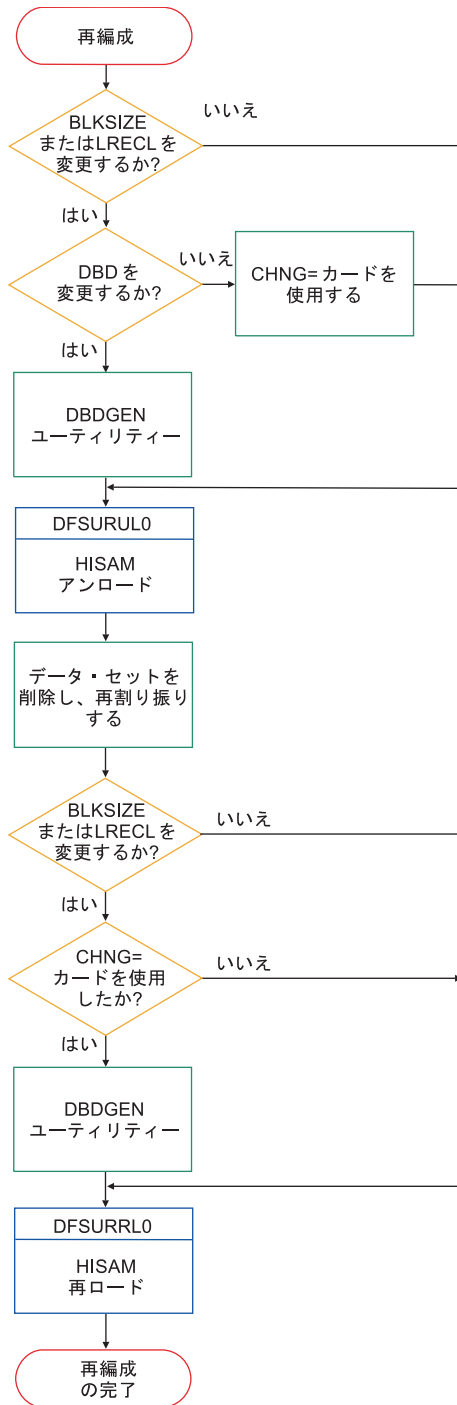 再編成
BLKSIZE
またはLRECLを
変更するか?
いいえ
はい
DBDを
変更するか?
いいえ
CHNG=カードを
使用する
はい
DBDGEN
ユーティリティー
DFSURUL0
HISAM
アンロード
データ・セットを
削除し、再割り振り
する
BLKSIZE
またはLRECLを
変更するか?
いいえ
はい
CHNG=
カードを使用
したか?
いいえ
はい
DBDGEN
ユーティリティー
DFSURRL0
HISAM
再ロード
再編成
の完了